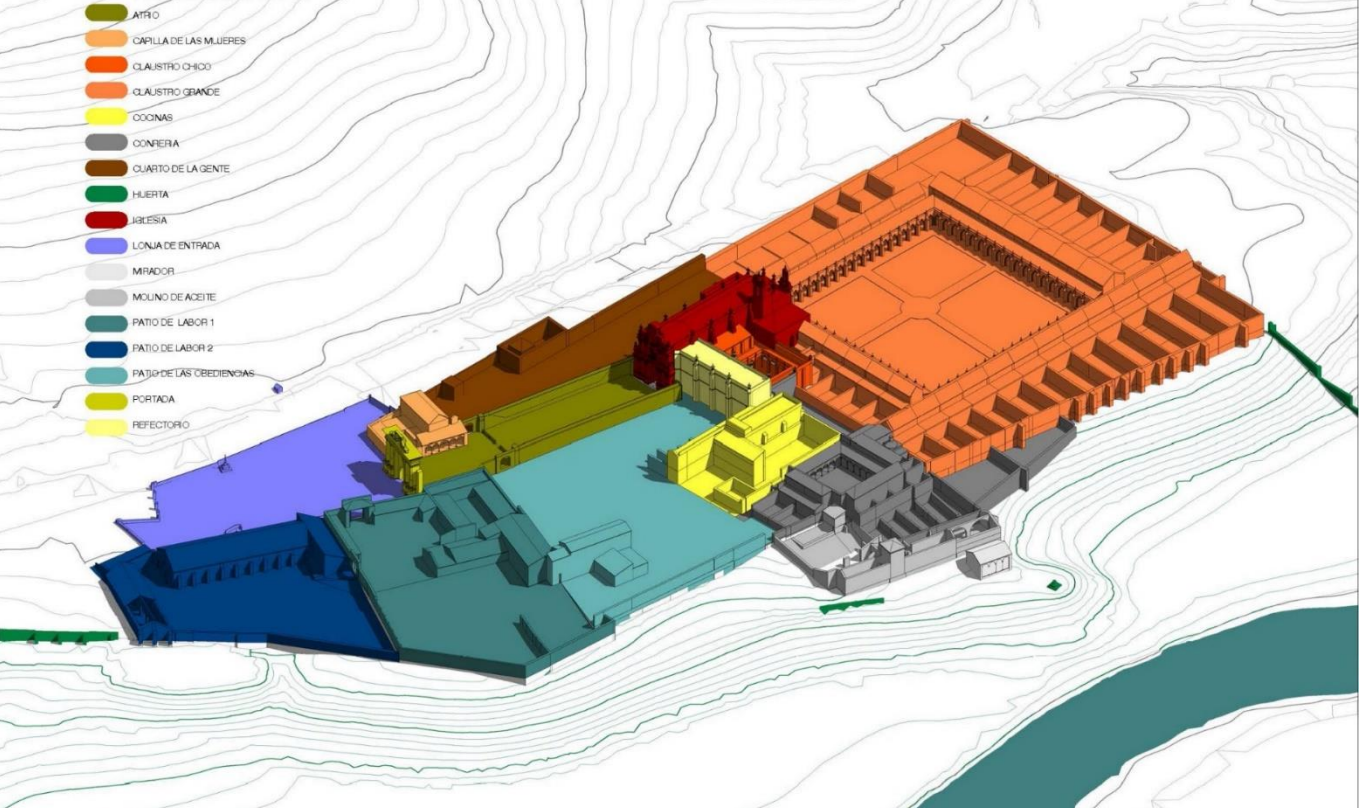 ATRIO
CAPILLA DE LAS MUJERES
CLAUSTRO CHICO
CLAUSTRO GRANDE
COCINAS
CONRERIA
CUARTO DE LA GENTE
HUERTA
IGLESIA
LONJA DE ENTRADA
MIRADOR
MOLINO DE ACEITE
PATIO DE LABOR 1
PATIO DE LABOR 2
PATIO DE LAS OBEDIENCIAS
PORTADA
REFECTORIO